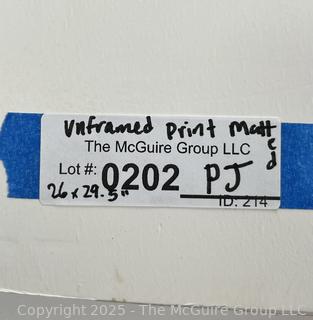 Unframed print Matted
The McGuire Group LLC
Lot #: 0202 PJ
26 x 29.5"
ID: 214
Copyright 2025 - The McGuire Group LLC